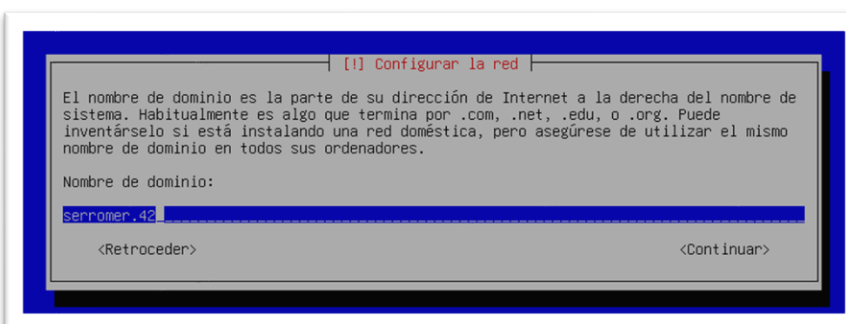 [!] Configurar la red
El nombre de dominio es la parte de su dirección de Internet a la derecha del nombre de
sistema. Habitualmente es algo que termina por .com, .net, .edu, o .org. Puede
inventárselo si está instalando una red doméstica, pero asegúrese de utilizar el mismo
nombre de dominio en todos sus ordenadores.
Nombre de dominio:
serromer.42
<Retroceder> <Continuar>